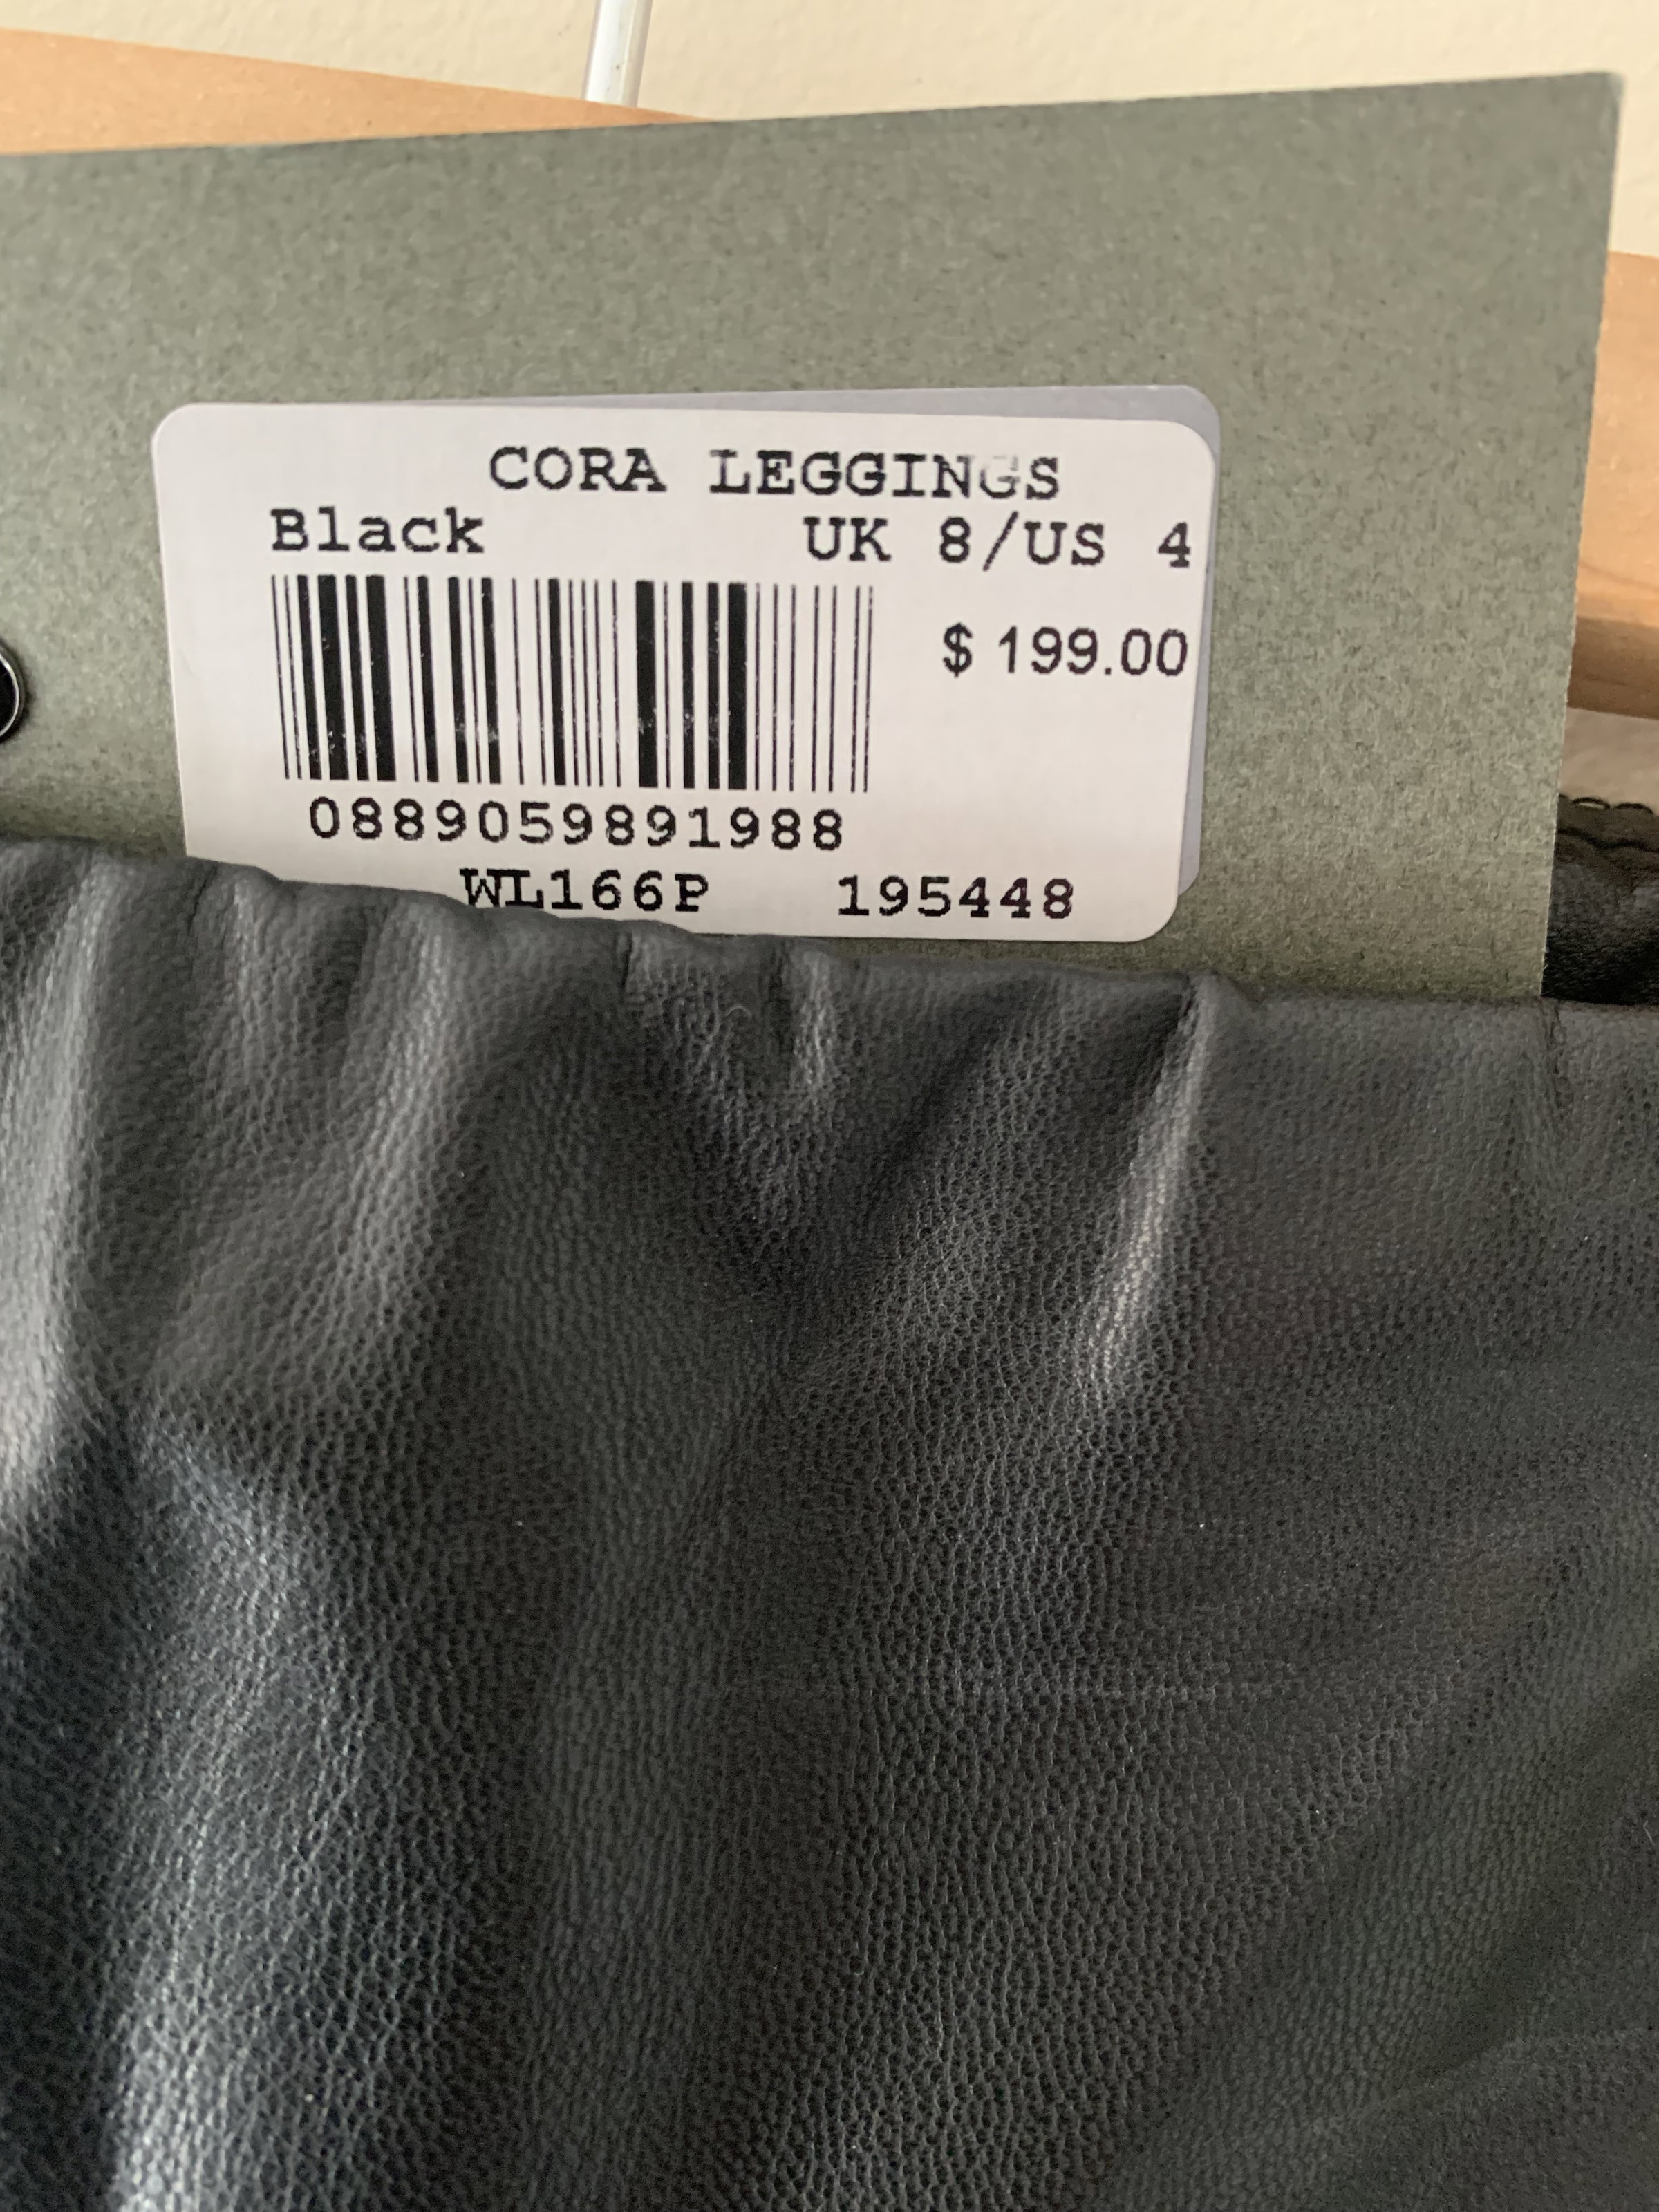 CORA LEGGINGS
Black UK 8/US 4
$ 199.00
0889059891988
WL166P 195448